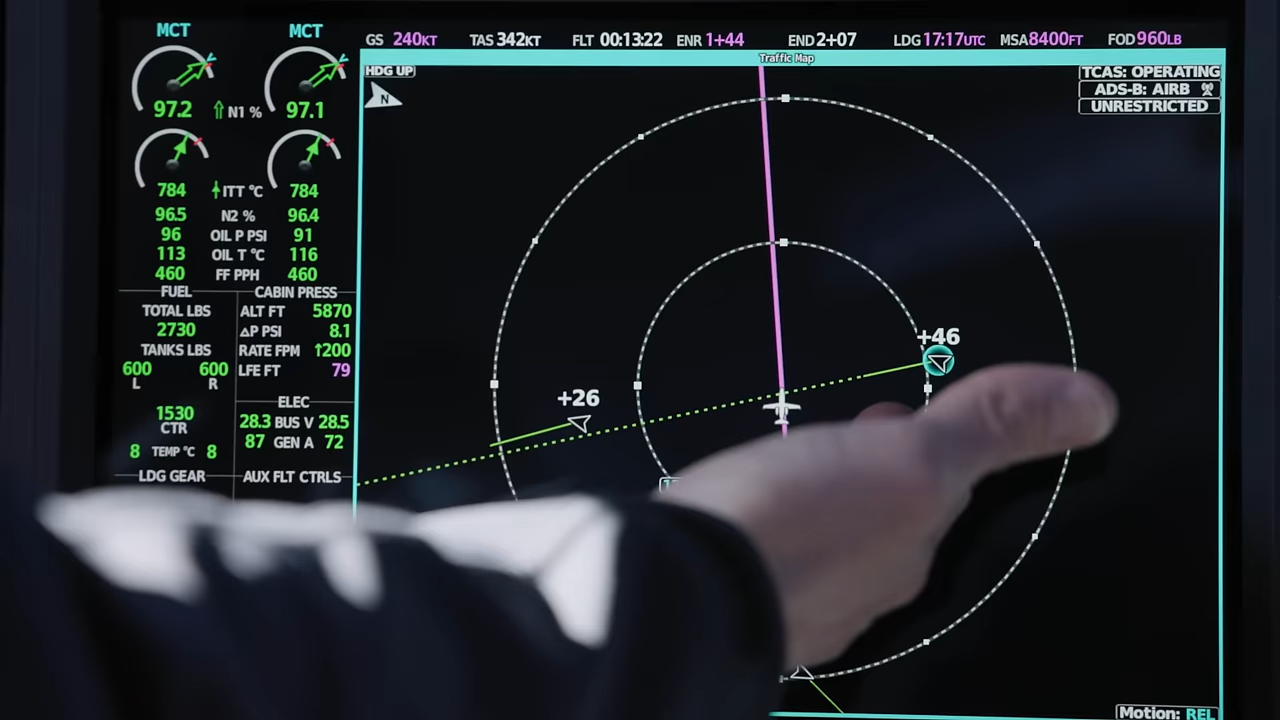 MCT MCT
GS 240KT TAS 342KT FLT 00:13:22 ENR 1+44 END 2+07 LDG 17:17UTC MSA 8400FT FOD 960LB
Traffic Map
HDG UP
N
TCAS: OPERATING
ADS-B: AIRB
UNRESTRICTED
97.2 N1 % 97.1
784 ITT °C 784
96.5 N2 % 96.4
96 OIL P PSI 91
113 OIL T °C 116
460 FF PPH 460
FUEL
TOTAL LBS
2730
TANKS LBS
600 600
L R
1530
CTR
8 TEMP °C 8
LDG GEAR
CABIN PRESS
ALT FT 5870
△P PSI 8.1
RATE FPM ↑200
LFE FT 79
ELEC
28.3 BUS V 28.5
87 GEN A 72
AUX FLT CTRLS
+46
+26
Motion: REL